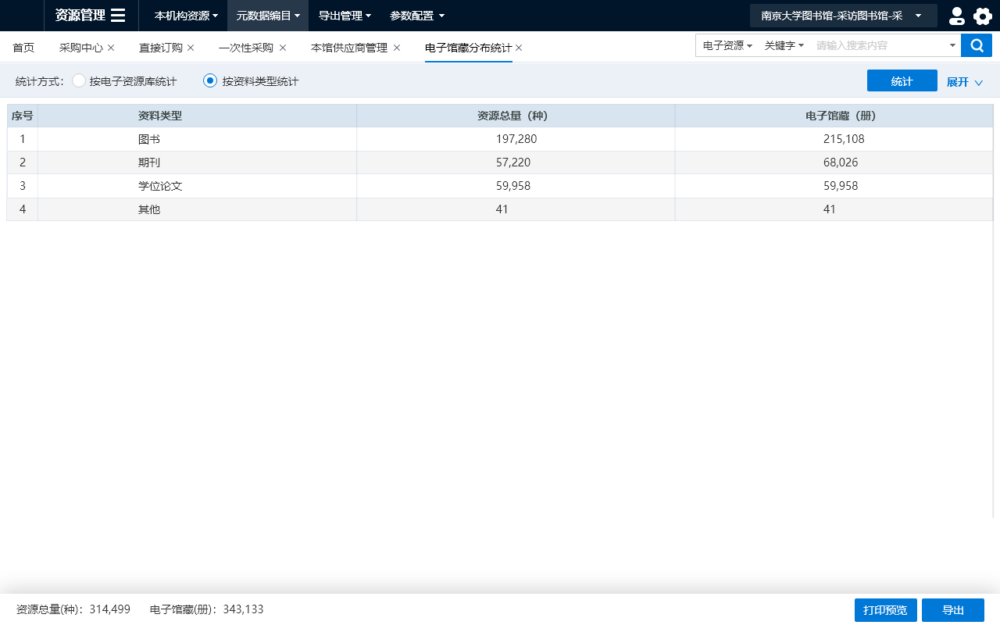 资源管理 本机构资源 元数据编目 导出管理 参数配置 南京大学图书馆-采访图书馆-采
首页 采购中心 直接订购 一次性采购 本馆供应商管理 电子馆藏分布统计 电子资源 关键字 请输入搜索内容
统计方式: 按电子资源库统计 按资料类型统计 统计 展开
序号 资料类型 资源总量（种） 电子馆藏（册）
1 图书 197,280 215,108
2 期刊 57,220 68,026
3 学位论文 59,958 59,958
4 其他 41 41
资源总量(种)： 314,499 电子馆藏(册)： 343,133 打印预览 导出